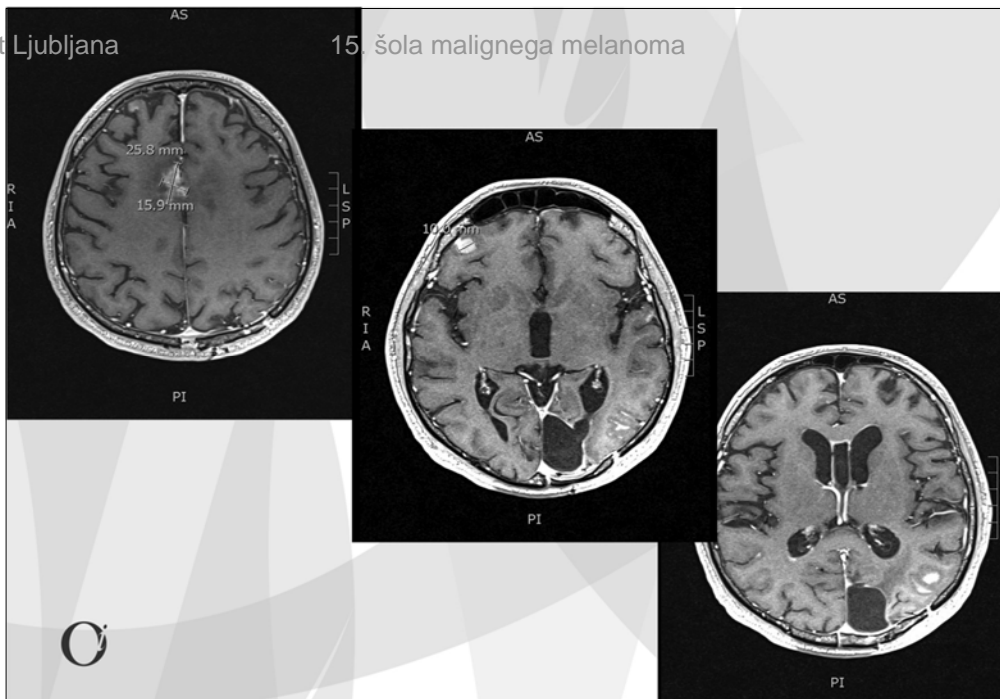 t Ljubljana
15. šola malignega melanoma
AS
25.8 mm
15.9 mm
R
I
A
L
S
P
PI
AS
R
I
A
L
S
P
PI
AS
PI